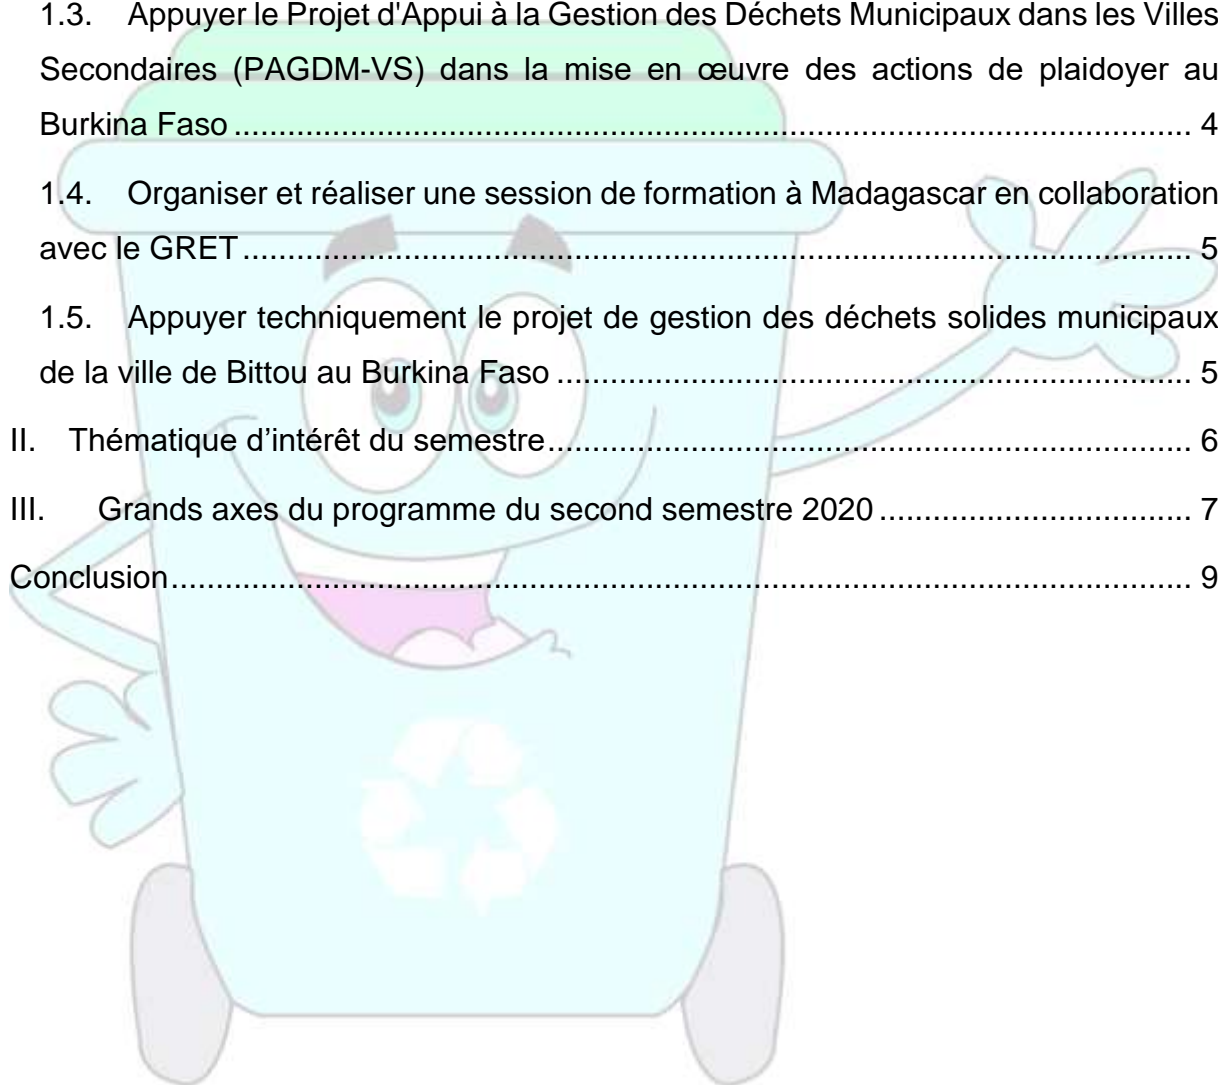 1.3. Appuyer le Projet d'Appui à la Gestion des Déchets Municipaux dans les Villes
Secondaires (PAGDM-VS) dans la mise en œuvre des actions de plaidoyer au
Burkina Faso .......................................................................................................... 4
1.4. Organiser et réaliser une session de formation à Madagascar en collaboration
avec le GRET ......................................................................................................... 5
1.5. Appuyer techniquement le projet de gestion des déchets solides municipaux
de la ville de Bittou au Burkina Faso ...................................................................... 5
II. Thématique d’intérêt du semestre ....................................................................... 6
III. Grands axes du programme du second semestre 2020 ................................... 7
Conclusion ................................................................................................................. 9